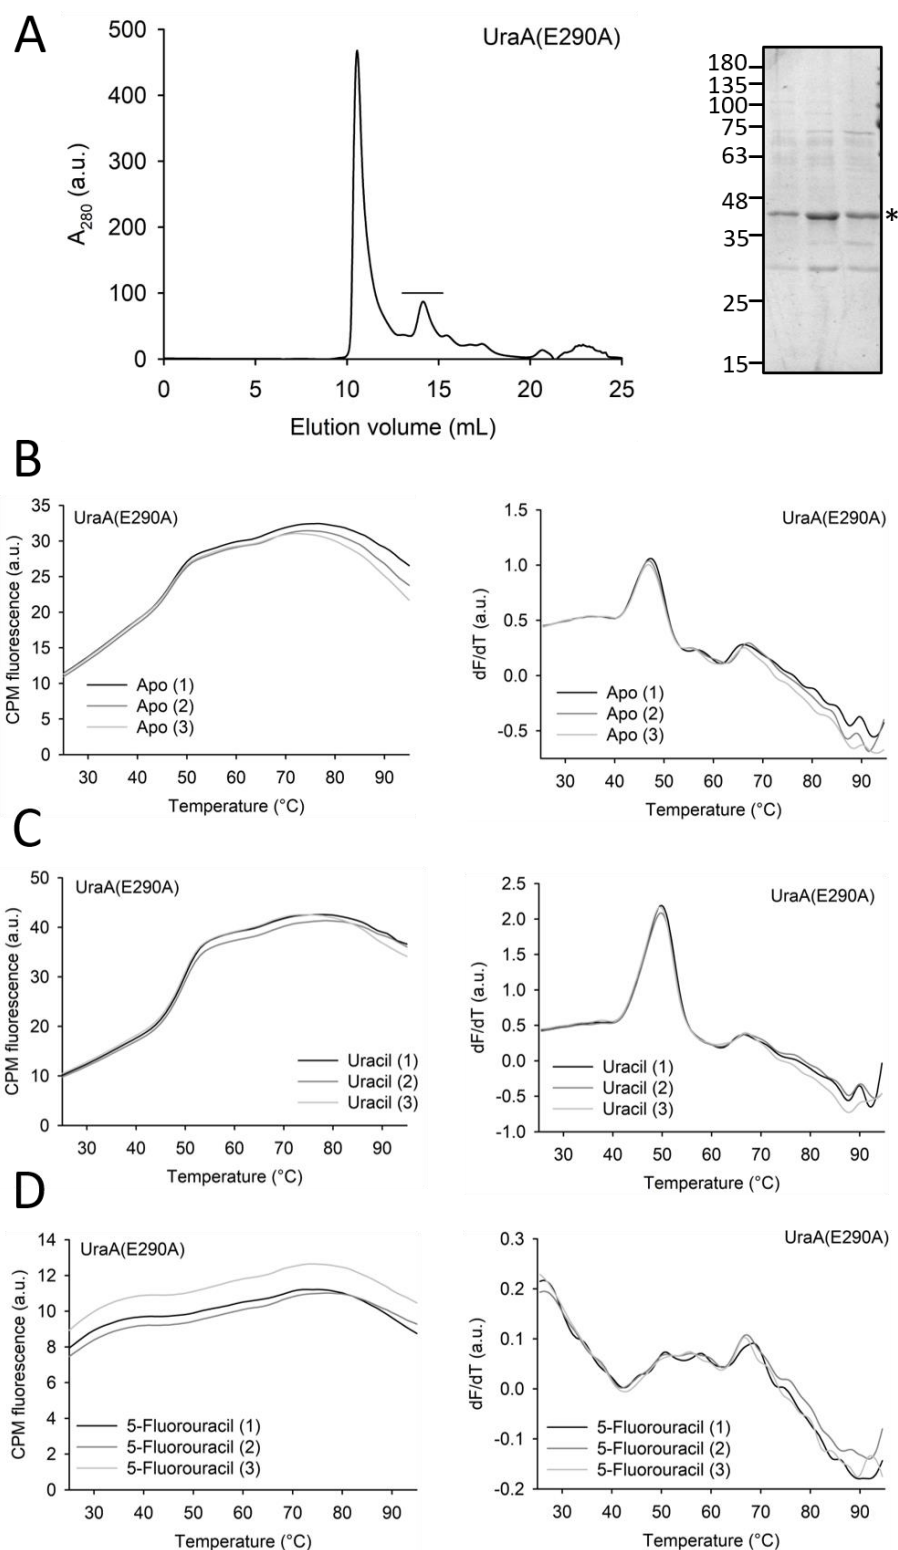 A
UraA(E290A)
500
400
300
200
100
0
A280 (a.u.)
0 5 10 15 20 25
Elution volume (mL)
180
135
100
75
63
48
35
25
15
*
B
UraA(E290A)
35
30
25
20
15
10
5
0
CPM fluorescence (a.u.)
Apo (1)
Apo (2)
Apo (3)
30 40 50 60 70 80 90
Temperature (°C)
UraA(E290A)
1.5
1.0
0.5
0.0
-0.5
dF/dT (a.u.)
Apo (1)
Apo (2)
Apo (3)
30 40 50 60 70 80 90
Temperature (°C)
C
UraA(E290A)
50
40
30
20
10
0
CPM fluorescence (a.u.)
Uracil (1)
Uracil (2)
Uracil (3)
30 40 50 60 70 80 90
Temperature (°C)
UraA(E290A)
2.5
2.0
1.5
1.0
0.5
0.0
-0.5
-1.0
dF/dT (a.u.)
Uracil (1)
Uracil (2)
Uracil (3)
30 40 50 60 70 80 90
Temperature (°C)
D
UraA(E290A)
14
12
10
8
6
4
2
0
CPM fluorescence (a.u.)
5-Fluorouracil (1)
5-Fluorouracil (2)
5-Fluorouracil (3)
30 40 50 60 70 80 90
Temperature (°C)
UraA(E290A)
0.3
0.2
0.1
0.0
-0.1
-0.2
dF/dT (a.u.)
5-Fluorouracil (1)
5-Fluorouracil (2)
5-Fluorouracil (3)
30 40 50 60 70 80 90
Temperature (°C)